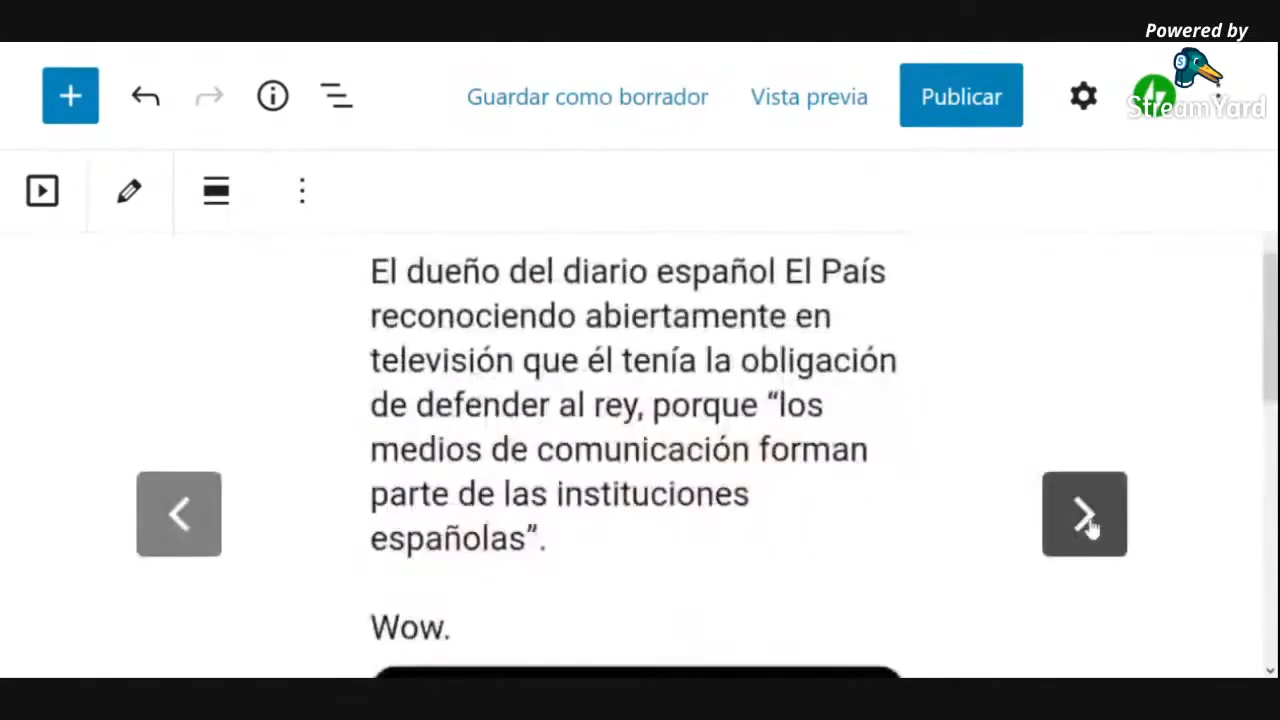 Powered by
StreamYard
Guardar como borrador
Vista previa
Publicar
El dueño del diario español El País
reconociendo abiertamente en
televisión que él tenía la obligación
de defender al rey, porque “los
medios de comunicación forman
parte de las instituciones
españolas”.
Wow.